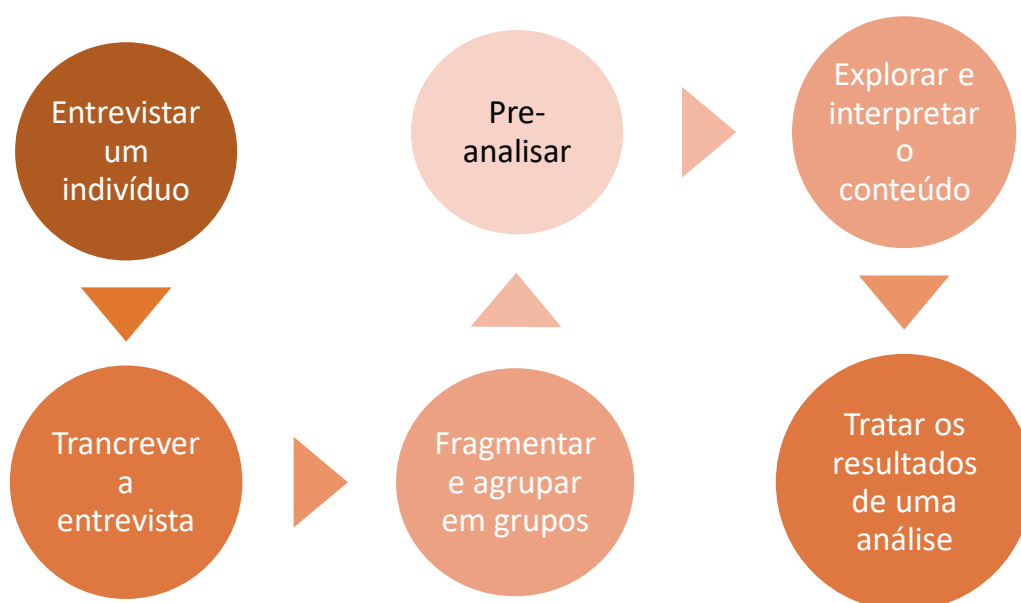 Entrevistar
um
indivíduo
Trancrever
a
entrevista
Fragmentar
e agrupar
em grupos
Pre-
analisar
Explorar e
interpretar
o
conteúdo
Tratar os
resultados
de uma
análise